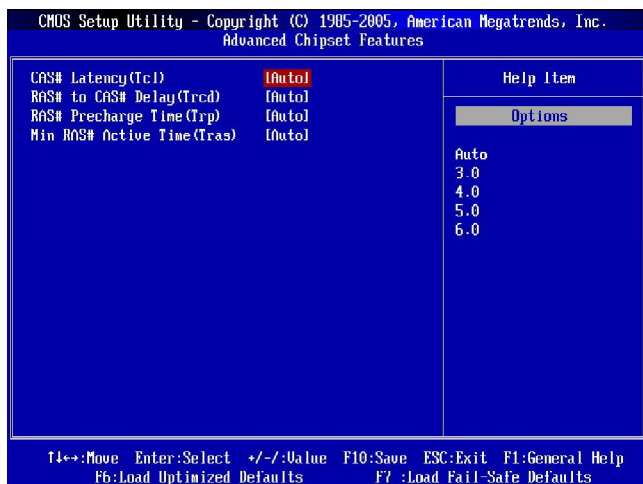 CMOS Setup Utility - Copyright (C) 1985-2005, American Megatrends, Inc.
Advanced Chipset Features
CAS# Latency(Tcl) [Auto]
RAS# to CAS# Delay(Trcd) [Auto]
RAS# Precharge Time(Trp) [Auto]
Min RAS# Active Time(Tras) [Auto]
Help Item
Options
Auto
3.0
4.0
5.0
6.0
↑↓←→:Move Enter:Select +/-/:Value F10:Save ESC:Exit F1:General Help
F6:Load Optimized Defaults F7 :Load Fail-Safe Defaults